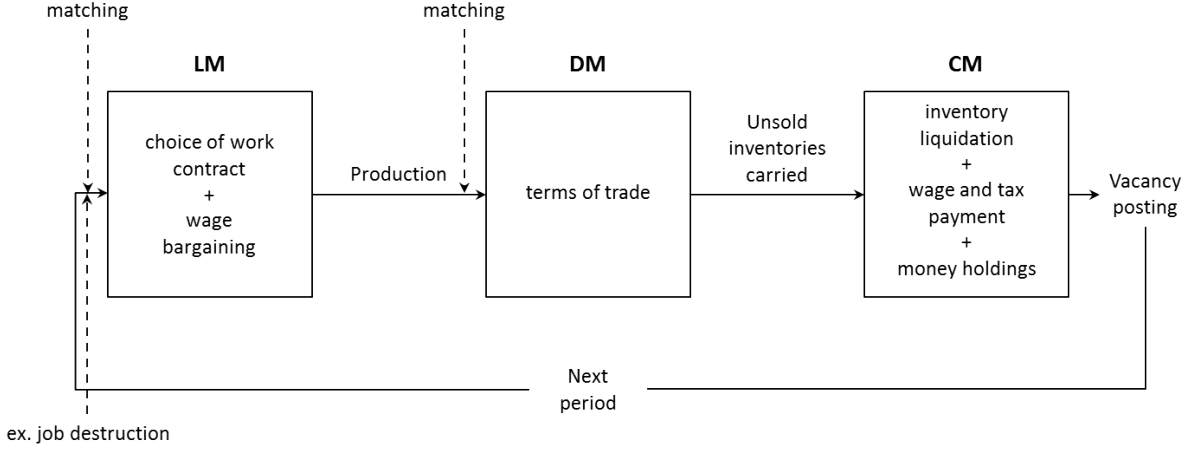 matching
matching
LM
DM
CM
choice of work
contract
+
wage
bargaining
Production
terms of trade
Unsold
inventories
carried
inventory
liquidation
+
wage and tax
payment
+
money holdings
Vacancy
posting
Next
period
ex. job destruction